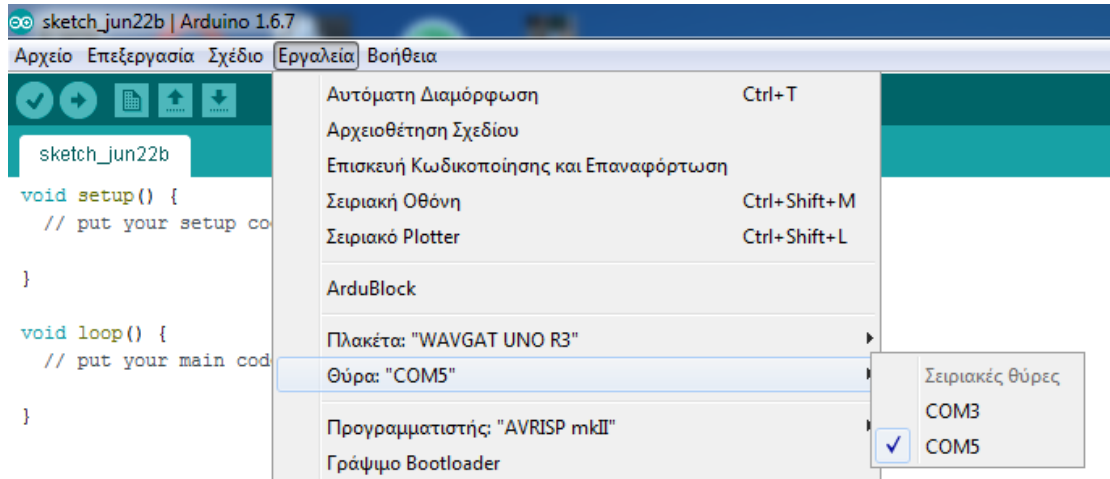 sketch_jun22b | Arduino 1.6.7
Αρχείο Επεξεργασία Σχέδιο Εργαλεία Βοήθεια
Αυτόματη Διαμόρφωση Ctrl+T
Αρχειοθέτηση Σχεδίου
sketch_jun22b
Επισκευή Κωδικοποίησης και Επαναφόρτωση
void setup() {
Σειριακή Οθόνη Ctrl+Shift+M
// put your setup co
Σειριακό Plotter Ctrl+Shift+L
}
ArduBlock
void loop() {
Πλακέτα: "WAVGAT UNO R3"
// put your main cod
Θύρα: "COM5"
Σειριακές θύρες
COM3
COM5
}
Προγραμματιστής: "AVRISP mkII"
Γράψιμο Bootloader